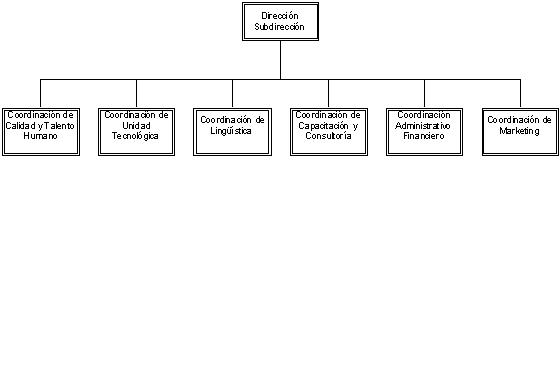 Dirección
Subdirección
Coordinación de
Calidad y Talento
Humano
Coordinación de
Unidad
Tecnológica
Coordinación de
Lingüística
Coordinación de
Capacitación y
Consultoría
Coordinación
Administrativo
Financiero
Coordinación de
Marketing